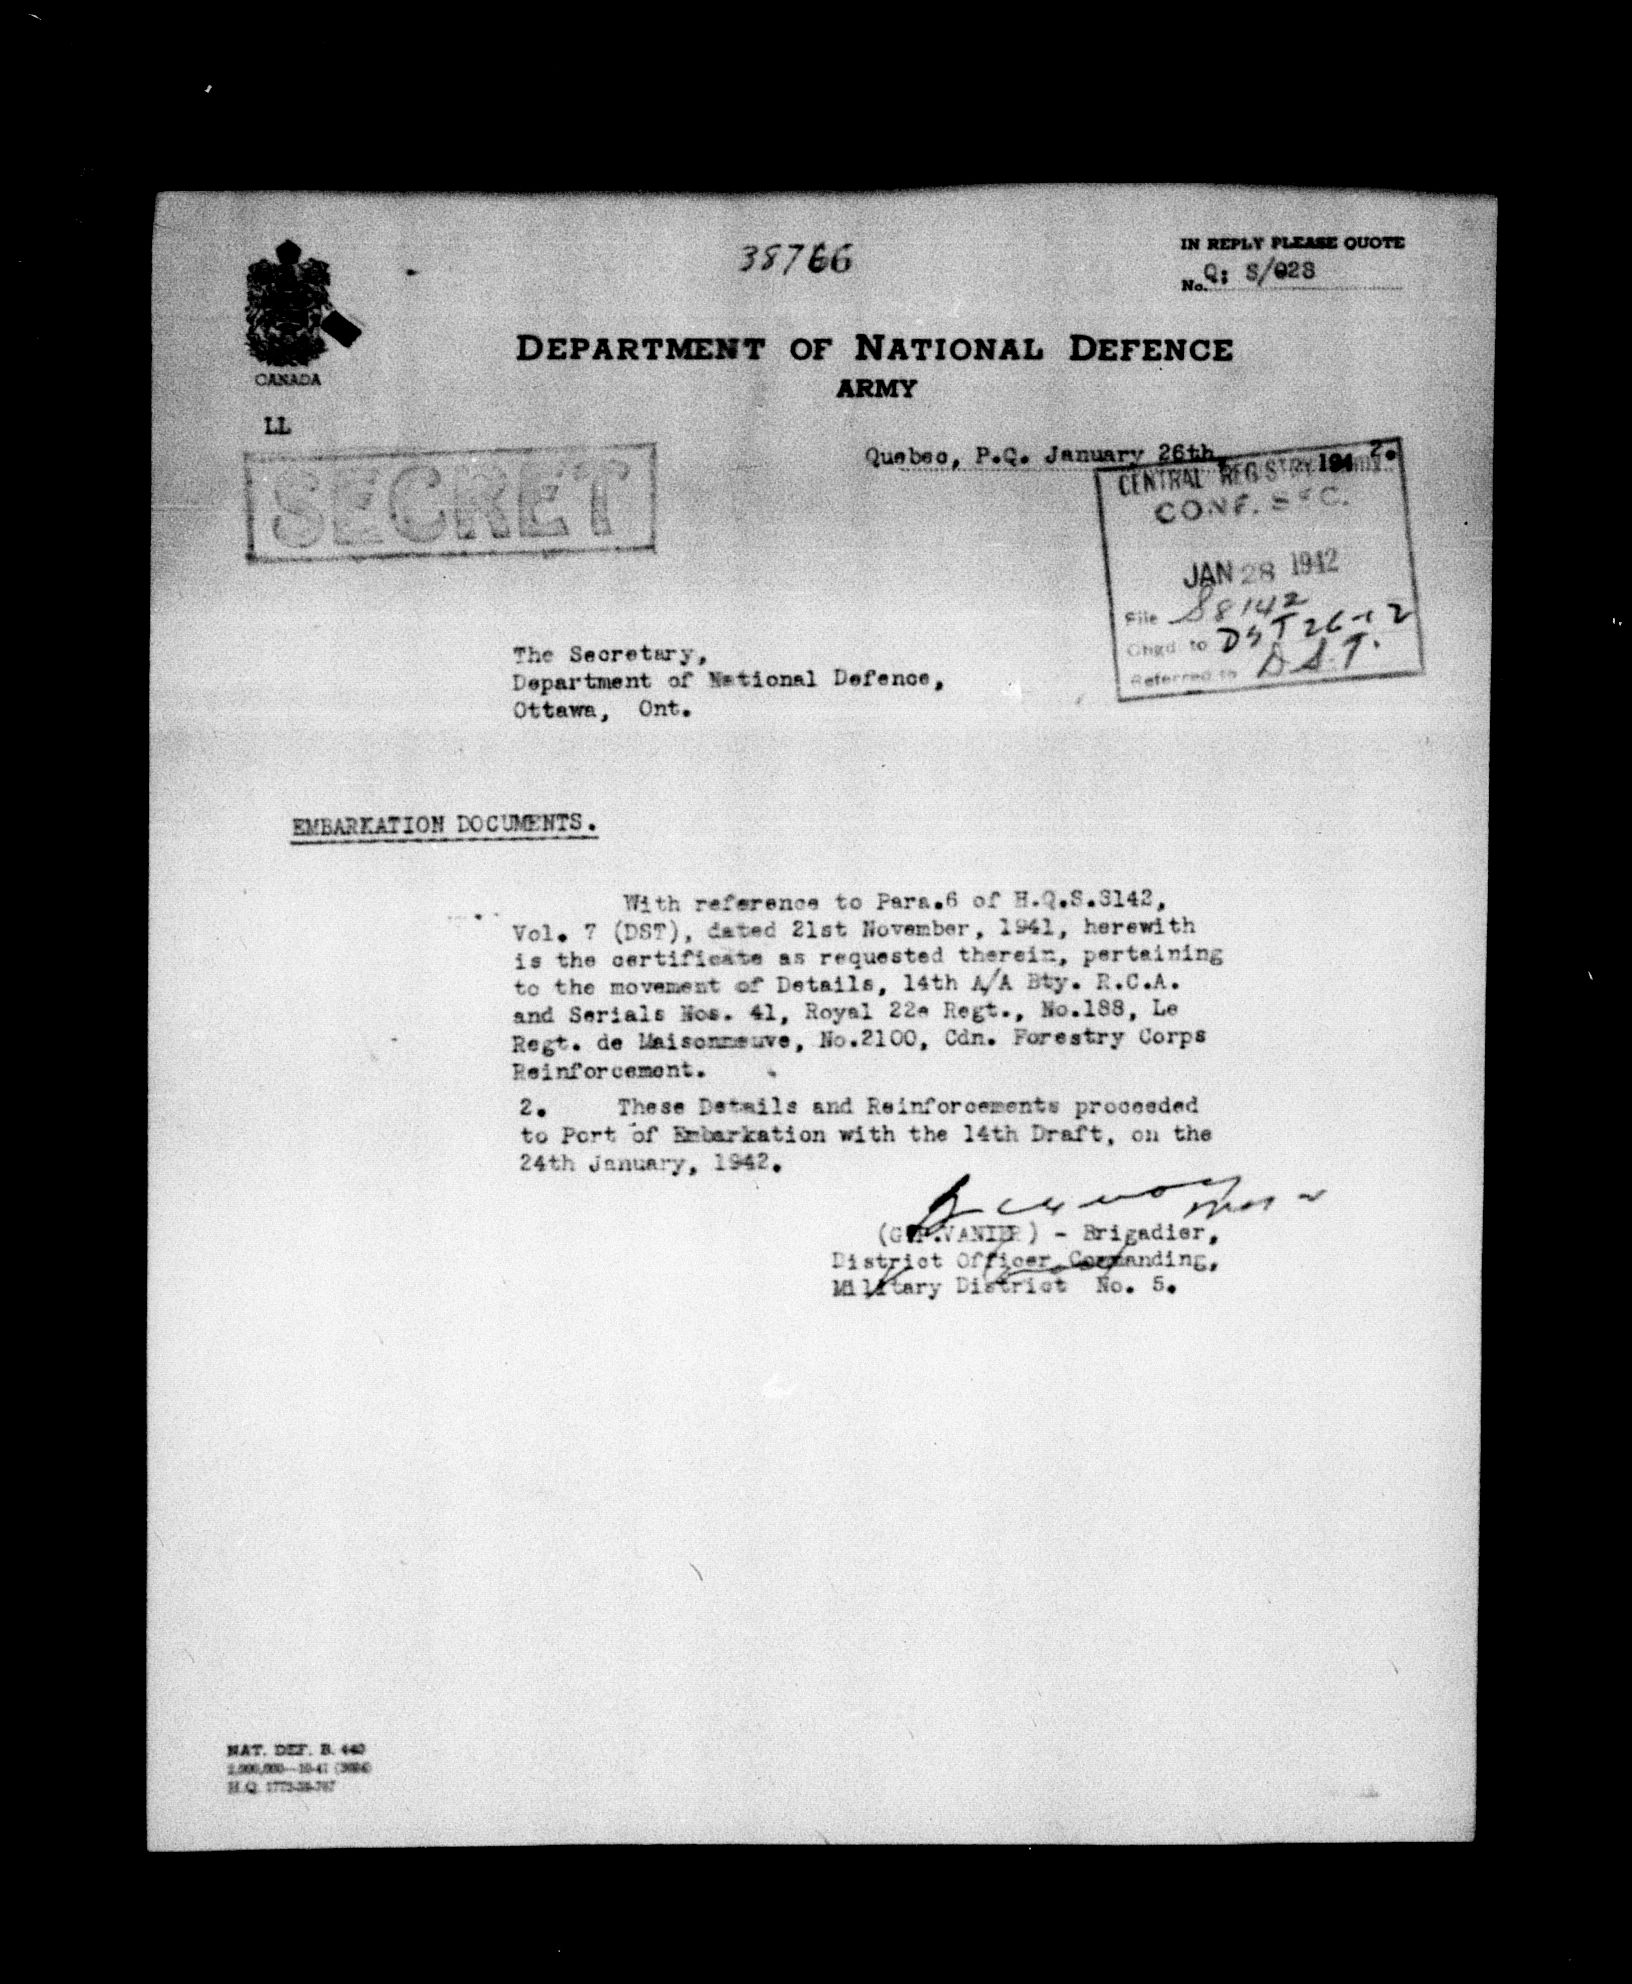 38766
IN REPLY PLEASE QUOTE
No. Q: S/028
CANADA
DEPARTMENT OF NATIONAL DEFENCE
ARMY
LL
Quebec, P.Q. January 26th, 194 2.
SECRET
CENTRAL REGISTRY
CONF. SEC.
JAN 28 1942
File S8142
Chgd. to DST
Referred to D.S.T.
The Secretary,
Department of National Defence,
Ottawa, Ont.
EMBARKATION DOCUMENTS.
With reference to Para.6 of H.Q.S.8142,
Vol. 7 (DST), dated 21st November, 1941, herewith
is the certificate as requested therein, pertaining
to the movement of Details, 14th A/A Bty. R.C.A.
and Serials Nos. 41, Royal 22e Regt., No.188, Le
Regt. de Maisonneuve, No.2100, Cdn. Forestry Corps
Reinforcement.
2. These Details and Reinforcements proceeded
to Port of Embarkation with the 14th Draft, on the
24th January, 1942.
(G.P.VANIER) - Brigadier,
District Officer Commanding,
Military District No. 5.
NAT. DEF. B. 440
H.Q. 1772-39-767